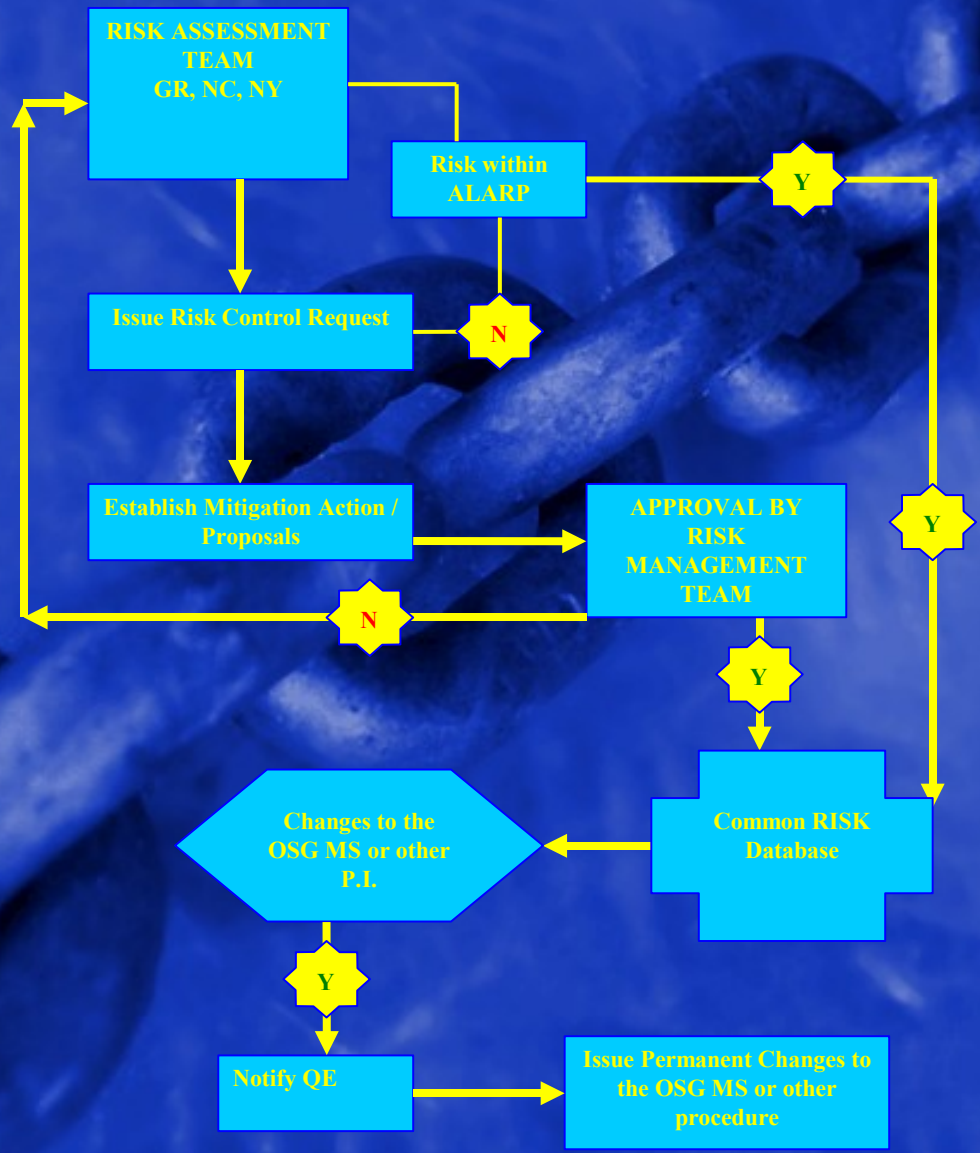 RISK ASSESSMENT
TEAM
GR, NC, NY
Risk within
ALARP
Y
Issue Risk Control Request
N
Establish Mitigation Action /
Proposals
APPROVAL BY
RISK
MANAGEMENT
TEAM
Y
N
Y
Changes to the
OSG MS or other
P.I.
Common RISK
Database
Y
Notify QE
Issue Permanent Changes to
the OSG MS or other
procedure